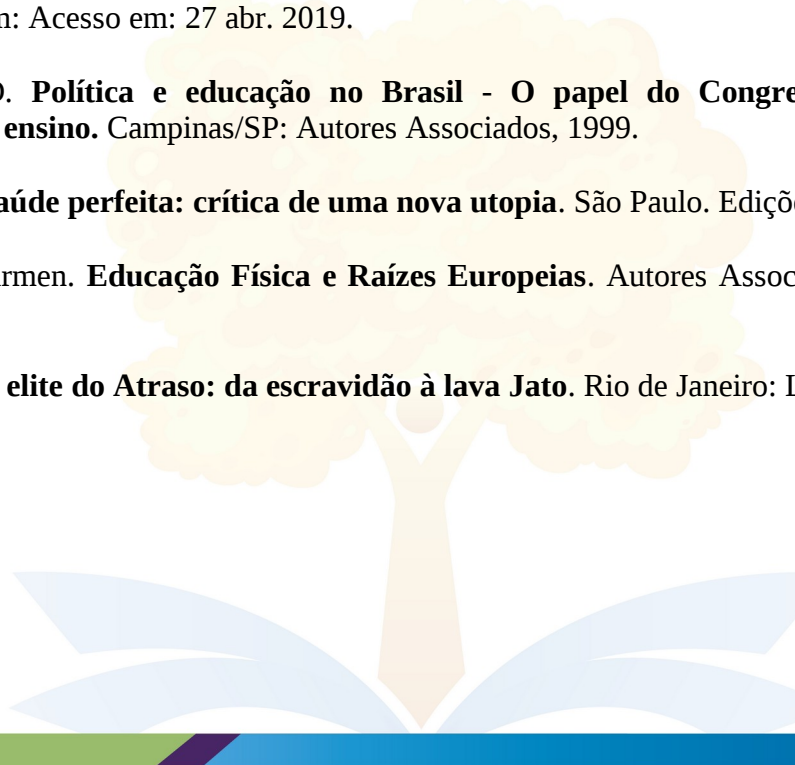 n: Acesso em: 27 abr. 2019.
. Política e educação no Brasil - O papel do Congre
ensino. Campinas/SP: Autores Associados, 1999.
aúde perfeita: crítica de uma nova utopia. São Paulo. Ediçõ
rmen. Educação Física e Raízes Europeias. Autores Assoc
elite do Atraso: da escravidão à lava Jato. Rio de Janeiro: L